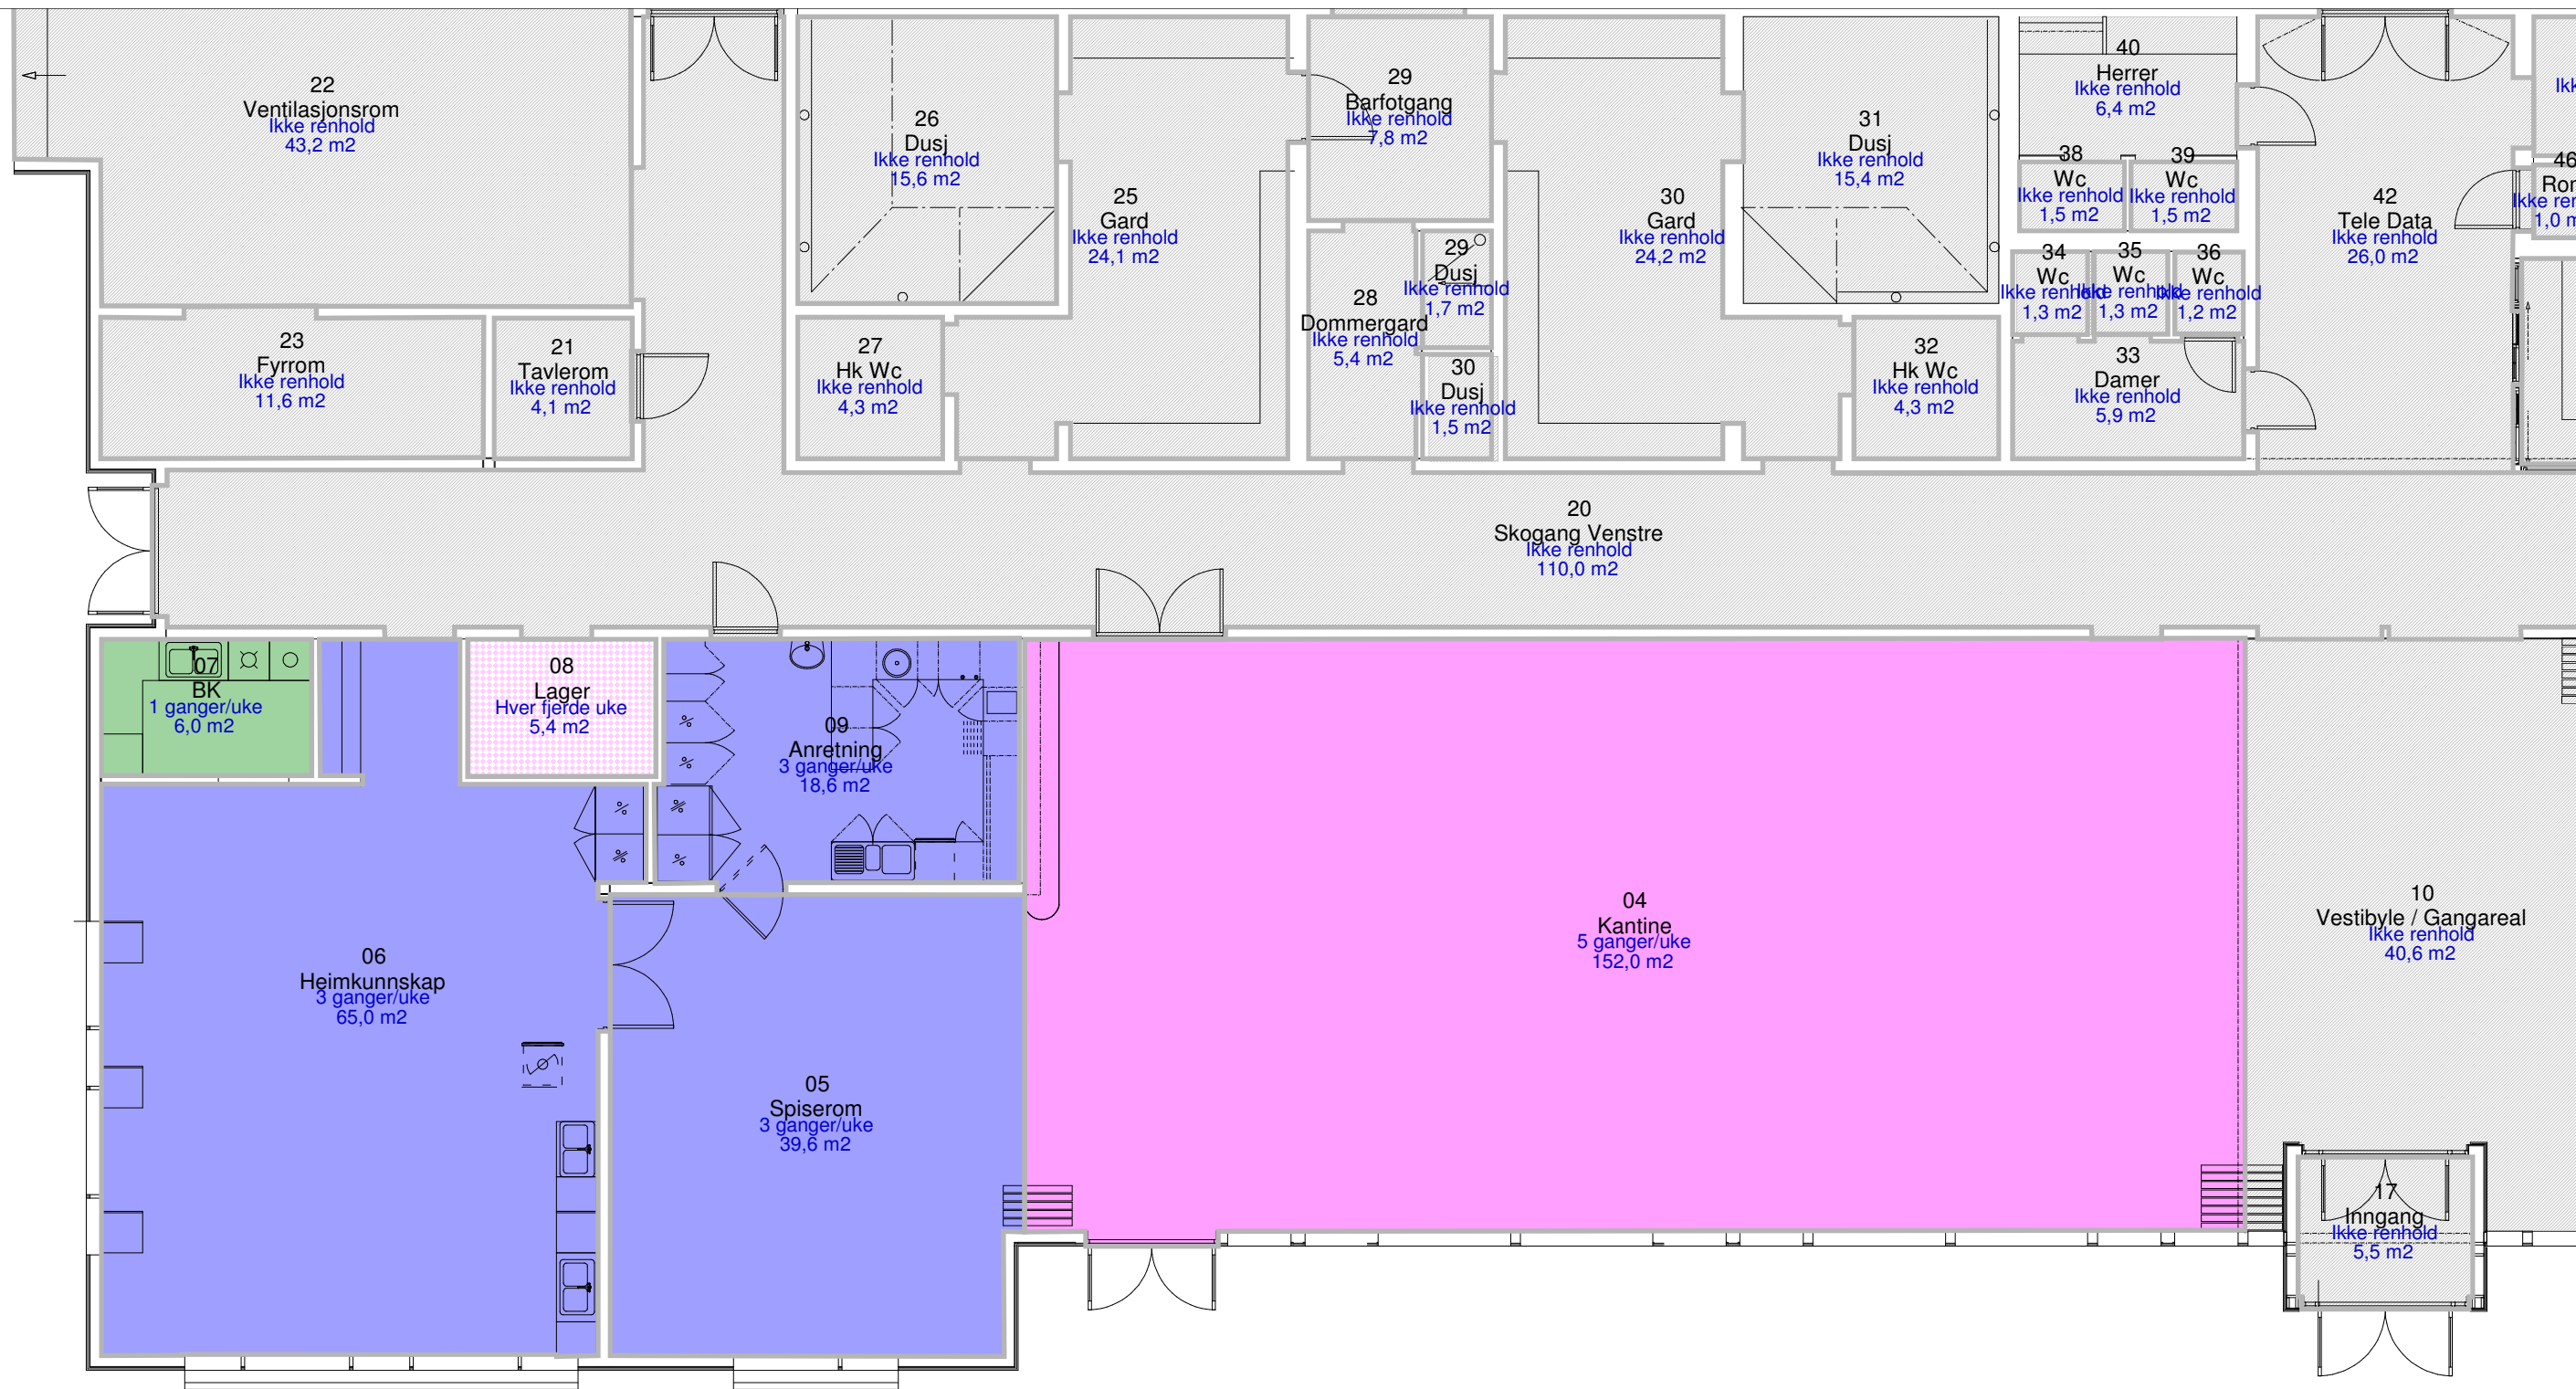 22
Ventilasjonsrom
Ikke renhold
43,2 m2
26
Dusj
Ikke renhold
15,6 m2
25
Gard
Ikke renhold
24,1 m2
29
Barfotgang
Ikke renhold
7,8 m2
30
Gard
Ikke renhold
24,2 m2
31
Dusj
Ikke renhold
15,4 m2
40
Herrer
Ikke renhold
6,4 m2
38
Wc
Ikke renhold
1,5 m2
39
Wc
Ikke renhold
1,5 m2
42
Tele Data
Ikke renhold
26,0 m2
46
23
Fyrrom
Ikke renhold
11,6 m2
21
Tavlerom
Ikke renhold
4,1 m2
27
Hk Wc
Ikke renhold
4,3 m2
28
Dommergard
Ikke renhold
5,4 m2
29
Dusj
Ikke renhold
1,7 m2
30
Dusj
Ikke renhold
1,5 m2
32
Hk Wc
Ikke renhold
4,3 m2
34
Wc
Ikke renhold
1,3 m2
35
Wc
Ikke renhold
1,3 m2
36
Wc
Ikke renhold
1,2 m2
33
Damer
Ikke renhold
5,9 m2
20
Skogang Venstre
Ikke renhold
110,0 m2
07
BK
1 ganger/uke
6,0 m2
08
Lager
Hver fjerde uke
5,4 m2
09
Anretning
3 ganger/uke
18,6 m2
06
Heimkunnskap
3 ganger/uke
65,0 m2
05
Spiserom
3 ganger/uke
39,6 m2
04
Kantine
5 ganger/uke
152,0 m2
10
Vestibyle / Gangareal
Ikke renhold
40,6 m2
17
Inngang
Ikke renhold
5,5 m2